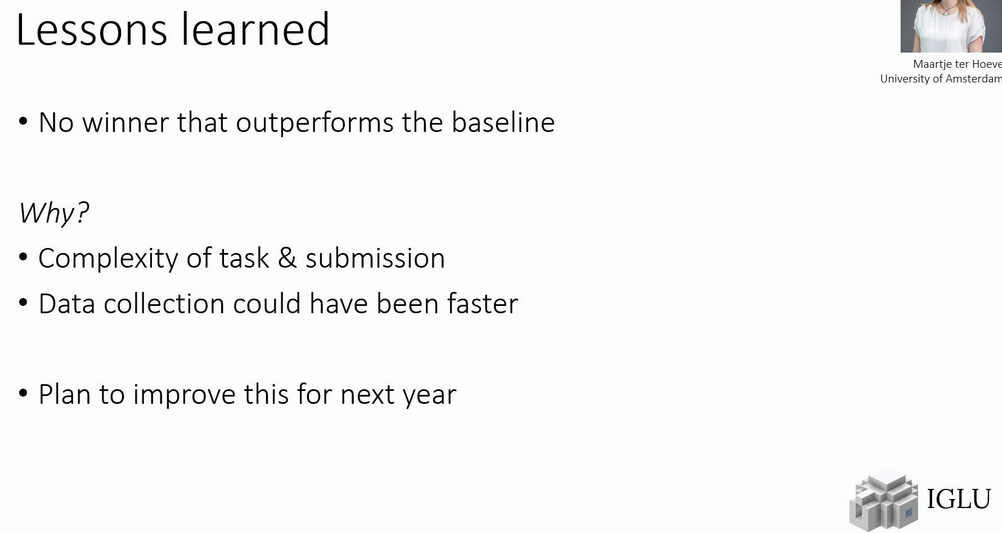 Lessons learned
Maartje ter Hoeve
University of Amsterdam
• No winner that outperforms the baseline
Why?
• Complexity of task & submission
• Data collection could have been faster
• Plan to improve this for next year
IGLU